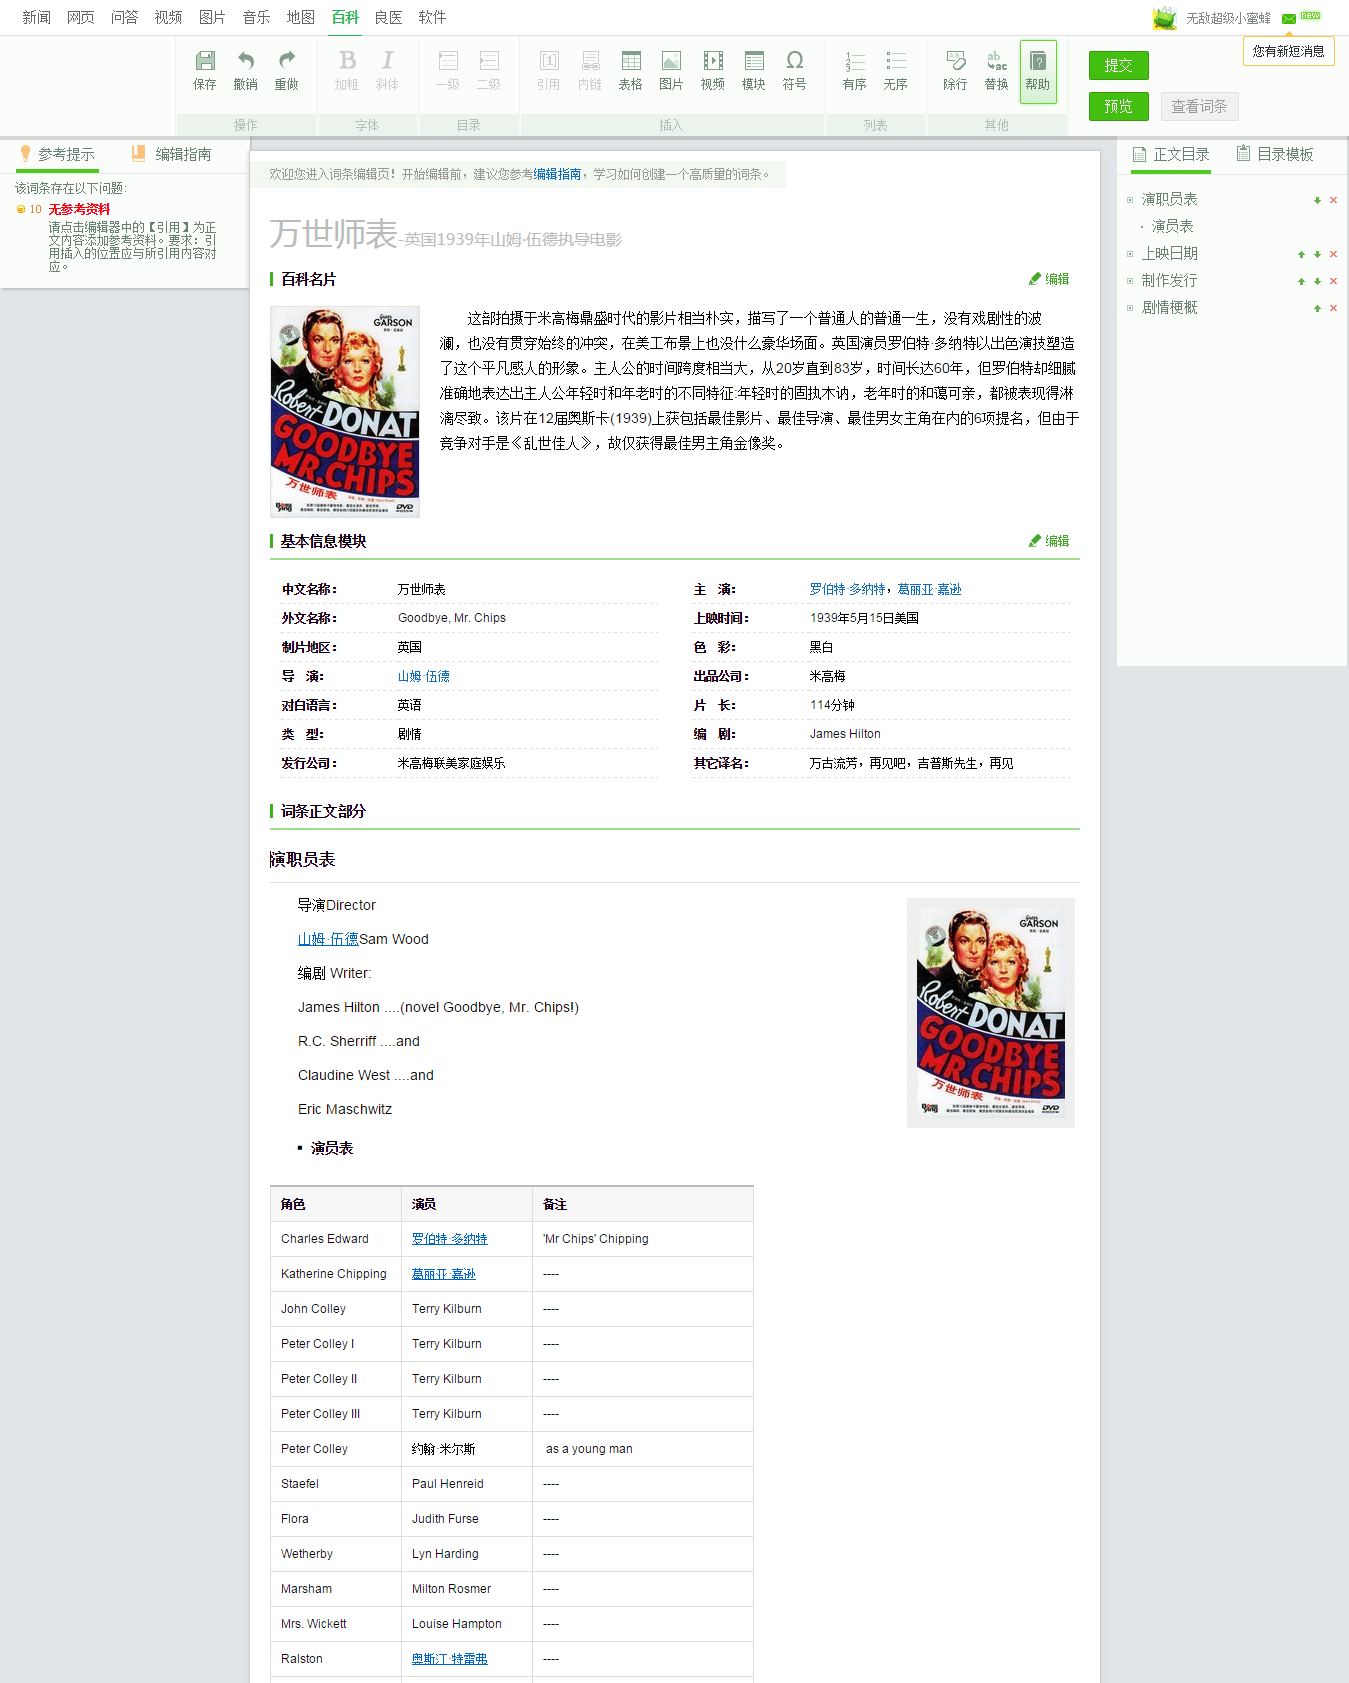 新闻 网页 问答 视频 图片 音乐 地图 百科 良医 软件
无敌超级小蜜蜂 new
您有新短消息
保存 撤销 重做 加粗 斜体 一级 二级 引用 内链 表格 图片 视频 模块 符号 有序 无序 除行 替换 帮助
操作 字体 目录 插入 列表 其他
提交
预览 查看词条
参考提示 编辑指南
该词条存在以下问题:
10 无参考资料
请点击编辑器中的【引用】为正
文内容添加参考资料。要求：引
用插入的位置应与所引用内容对
应。
正文目录 目录模板
演职员表
· 演员表
上映日期
制作发行
剧情梗概
欢迎您进入词条编辑页！开始编辑前，建议您参考编辑指南，学习如何创建一个高质量的词条。
万世师表-英国1939年山姆·伍德执导电影
百科名片 编辑
GARSON
Robert DONAT
GOODBYE
MR.CHIPS
万世师表
DVD
这部拍摄于米高梅鼎盛时代的影片相当朴实，描写了一个普通人的普通一生，没有戏剧性的波
澜，也没有贯穿始终的冲突，在美工布景上也没什么豪华场面。英国演员罗伯特·多纳特以出色演技塑造
了这个平凡感人的形象。主人公的时间跨度相当大，从20岁直到83岁，时间长达60年，但罗伯特却细腻
准确地表达出主人公年轻时和年老时的不同特征:年轻时的固执木讷，老年时的和蔼可亲，都被表现得淋
漓尽致。该片在12届奥斯卡(1939)上获包括最佳影片、最佳导演、最佳男女主角在内的6项提名，但由于
竞争对手是《乱世佳人》，故仅获得最佳男主角金像奖。
基本信息模块 编辑
中文名称： 万世师表 主 演： 罗伯特·多纳特，葛丽亚·嘉逊
外文名称： Goodbye, Mr. Chips 上映时间： 1939年5月15日美国
制片地区： 英国 色 彩： 黑白
导 演： 山姆·伍德 出品公司： 米高梅
对白语言： 英语 片 长： 114分钟
类 型： 剧情 编 剧： James Hilton
发行公司： 米高梅联美家庭娱乐 其它译名： 万古流芳，再见吧，吉普斯先生，再见
词条正文部分
演职员表
导演Director
山姆·伍德Sam Wood
编剧 Writer:
James Hilton ....(novel Goodbye, Mr. Chips!)
R.C. Sherriff ....and
Claudine West ....and
Eric Maschwitz
GARSON
Robert DONAT
GOODBYE
MR.CHIPS
万世师表
DVD
▪ 演员表
角色 演员 备注
Charles Edward 罗伯特·多纳特 'Mr Chips' Chipping
Katherine Chipping 葛丽亚·嘉逊 ----
John Colley Terry Kilburn ----
Peter Colley I Terry Kilburn ----
Peter Colley II Terry Kilburn ----
Peter Colley III Terry Kilburn ----
Peter Colley 约翰·米尔斯 as a young man
Staefel Paul Henreid ----
Flora Judith Furse ----
Wetherby Lyn Harding ----
Marsham Milton Rosmer ----
Mrs. Wickett Louise Hampton ----
Ralston 奥斯汀·特雷弗 ----